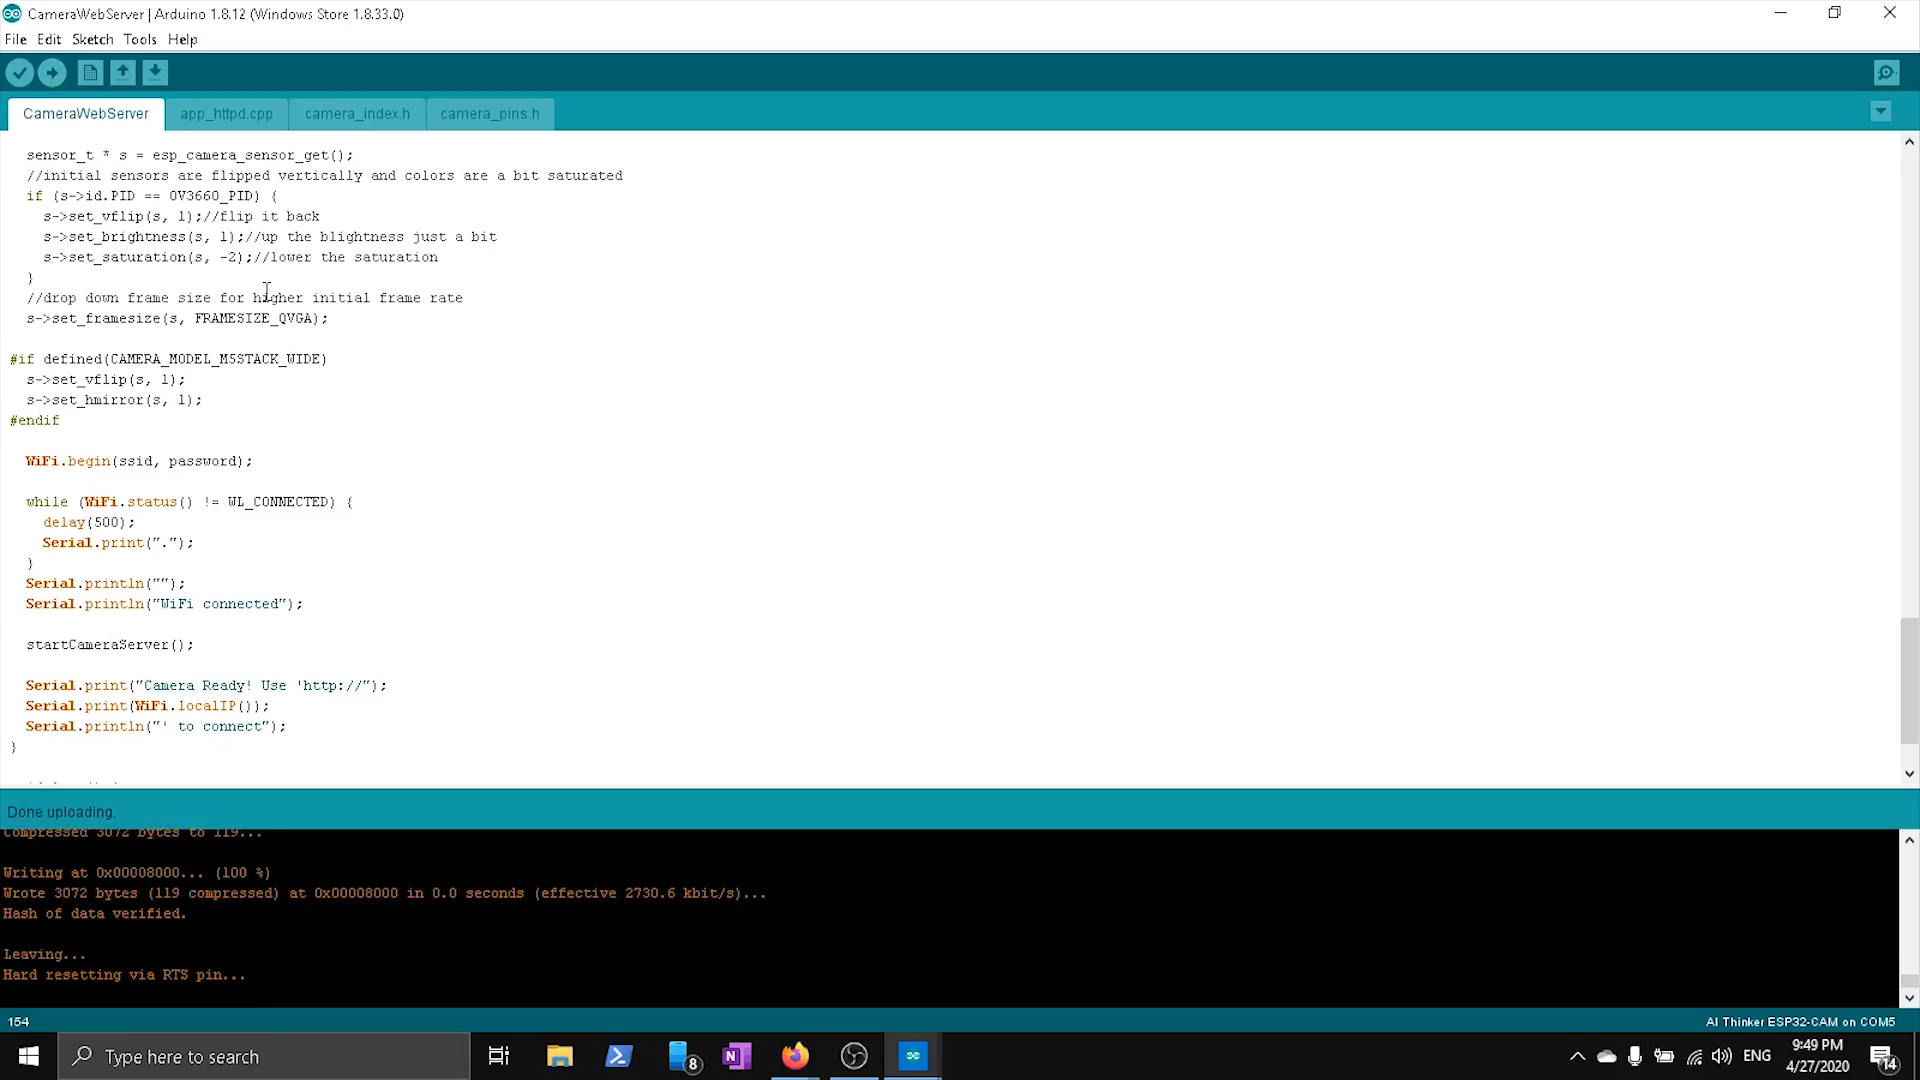 CameraWebServer | Arduino 1.8.12 (Windows Store 1.8.33.0)
File Edit Sketch Tools Help
CameraWebServer app_httpd.cpp camera_index.h camera_pins.h
sensor_t * s = esp_camera_sensor_get();
//initial sensors are flipped vertically and colors are a bit saturated
if (s->id.PID == OV3660_PID) {
s->set_vflip(s, 1);//flip it back
s->set_brightness(s, 1);//up the blightness just a bit
s->set_saturation(s, -2);//lower the saturation
}
//drop down frame size for higher initial frame rate
s->set_framesize(s, FRAMESIZE_QVGA);
#if defined(CAMERA_MODEL_M5STACK_WIDE)
s->set_vflip(s, 1);
s->set_hmirror(s, 1);
#endif
WiFi.begin(ssid, password);
while (WiFi.status() != WL_CONNECTED) {
delay(500);
Serial.print(".");
}
Serial.println("");
Serial.println("WiFi connected");
startCameraServer();
Serial.print("Camera Ready! Use 'http://");
Serial.print(WiFi.localIP());
Serial.println("' to connect");
}
Done uploading.
Compressed 3072 bytes to 119...
Writing at 0x00008000... (100 %)
Wrote 3072 bytes (119 compressed) at 0x00008000 in 0.0 seconds (effective 2730.6 kbit/s)...
Hash of data verified.
Leaving...
Hard resetting via RTS pin...
154
AI Thinker ESP32-CAM on COM5
Type here to search
8
N
ENG
9:49 PM
4/27/2020
14